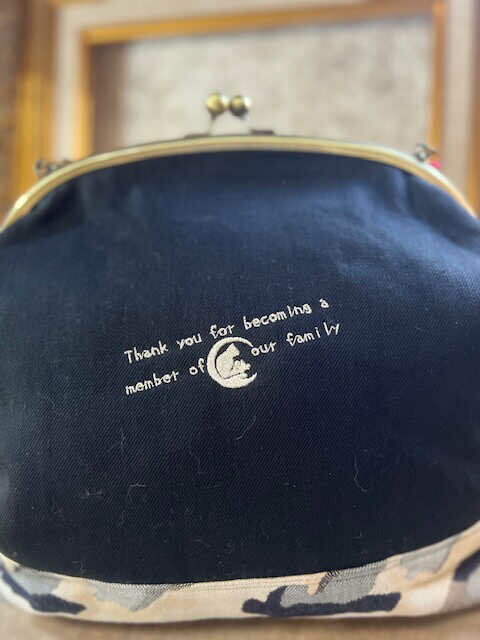 Thank you for becoming a
member of our family